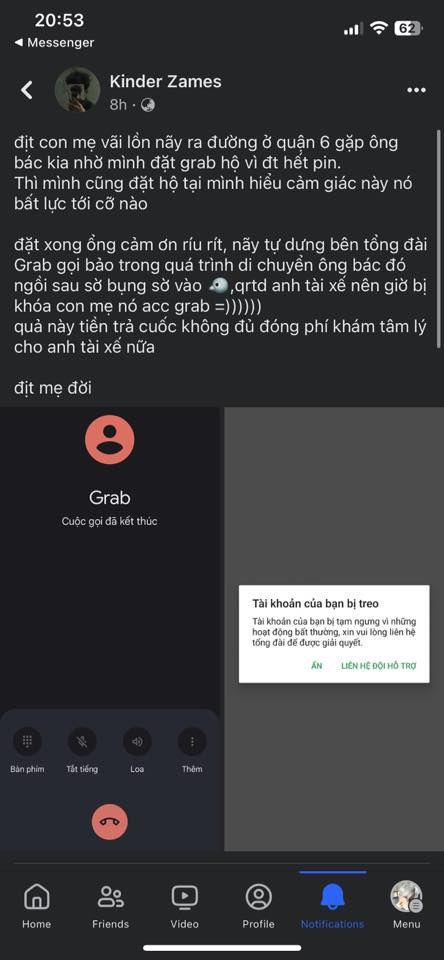 20:53
62
◀ Messenger
Kinder Zames
8h ·
địt con mẹ vãi lồn nãy ra đường ở quận 6 gặp ông
bác kia nhờ mình đặt grab hộ vì đt hết pin.
Thì mình cũng đặt hộ tại mình hiểu cảm giác này nó
bất lực tới cỡ nào
đặt xong ổng cảm ơn ríu rít, nãy tự dưng bên tổng đài
Grab gọi bảo trong quá trình di chuyển ông bác đó
ngồi sau sờ bụng sờ vào 🐦,qrtd anh tài xế nên giờ bị
khóa con mẹ nó acc grab =))))))
quả này tiền trả cuốc không đủ đóng phí khám tâm lý
cho anh tài xế nữa
địt mẹ đời
Grab
Cuộc gọi đã kết thúc
Bàn phím
Tắt tiếng
Loa
Thêm
Tài khoản của bạn bị treo
Tài khoản của bạn bị tạm ngưng vì những
hoạt động bất thường, xin vui lòng liên hệ
tổng đài để được giải quyết.
ẨN
LIÊN HỆ ĐỘI HỖ TRỢ
Home
Friends
Video
Profile
Notifications
Menu